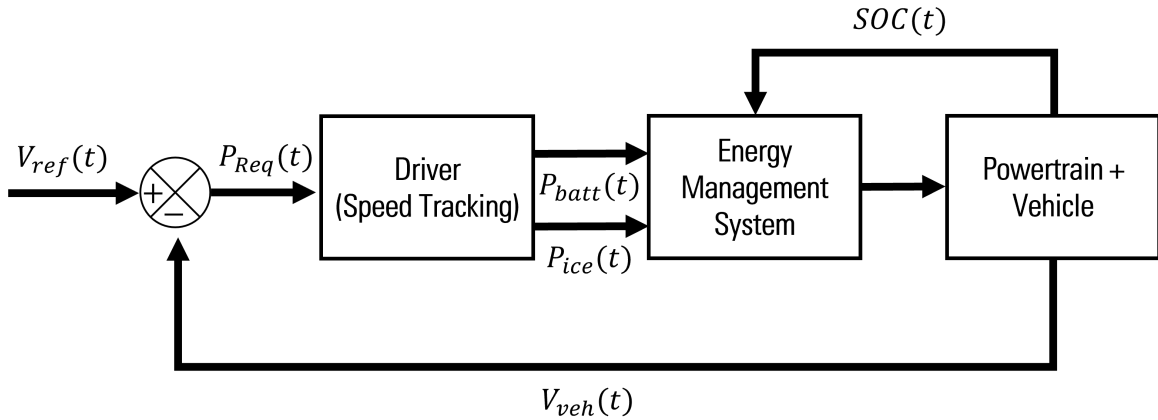 SOC(t)
V_ref(t)
+
−
P_Req(t)
Driver
(Speed Tracking)
P_batt(t)
P_ice(t)
Energy
Management
System
Powertrain +
Vehicle
V_veh(t)